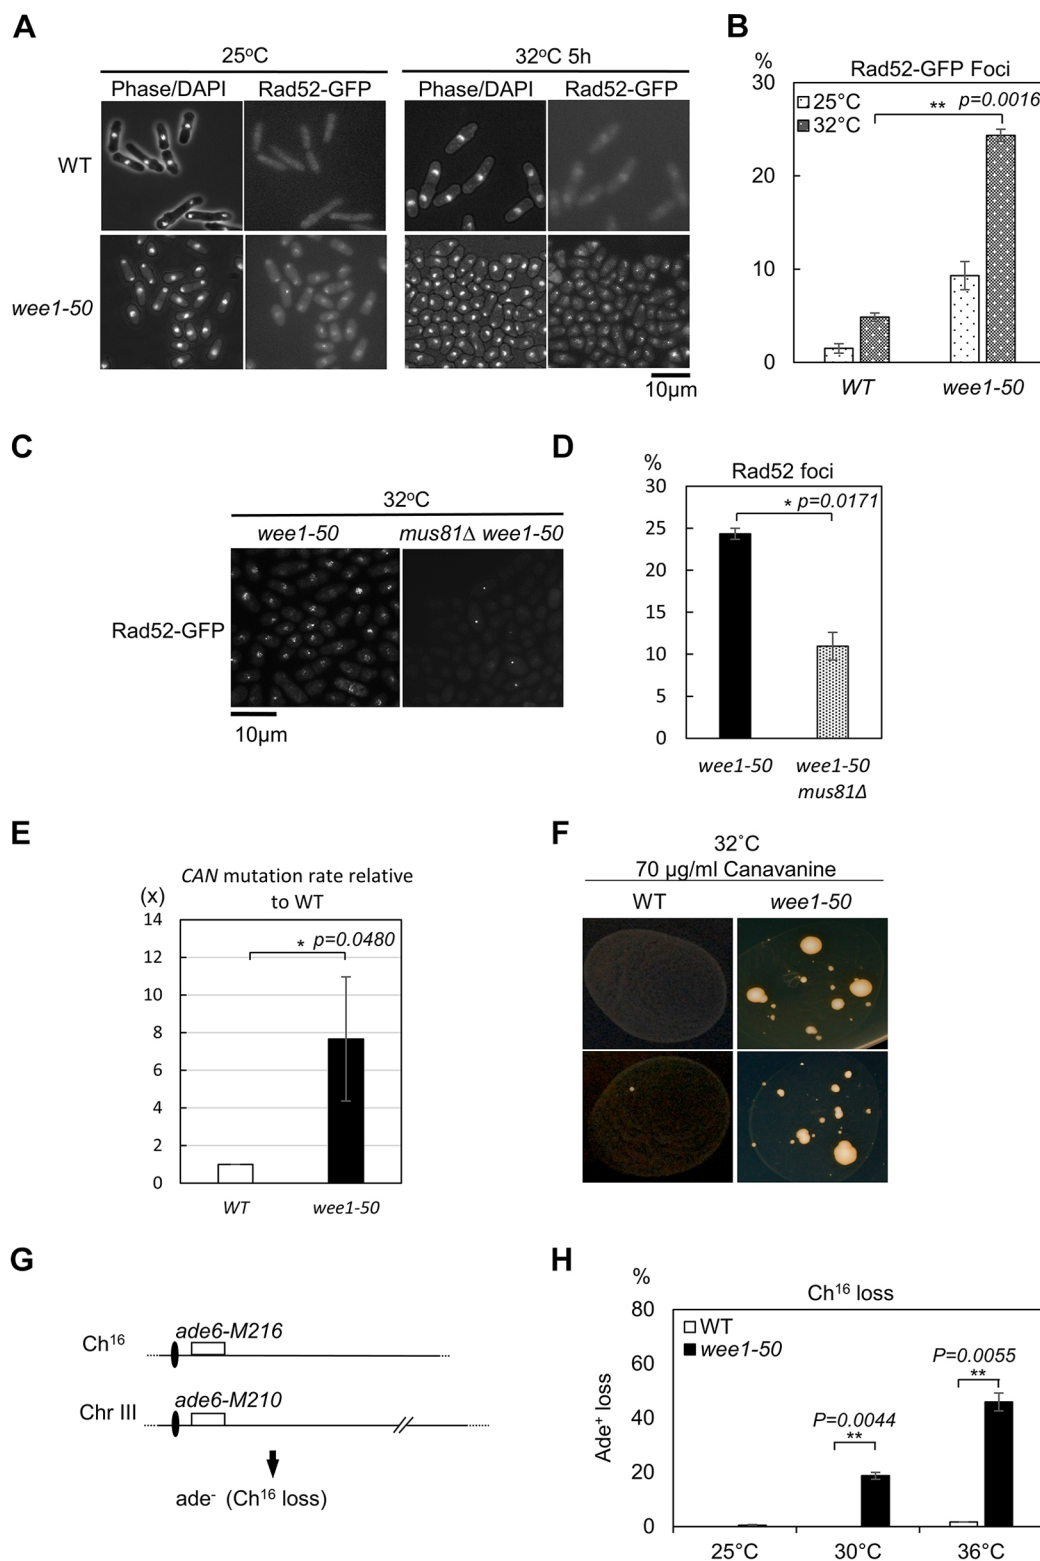 A
25°C
32°C 5h
Phase/DAPI
Rad52-GFP
Phase/DAPI
Rad52-GFP
WT
wee1-50
10µm
B
%
Rad52-GFP Foci
30
25°C
32°C
** p=0.0016
20
10
0
WT
wee1-50
C
32°C
wee1-50
mus81Δ wee1-50
Rad52-GFP
10µm
D
%
Rad52 foci
30
* p=0.0171
25
20
15
10
5
0
wee1-50
wee1-50
mus81Δ
E
CAN mutation rate relative
to WT
(x)
14
* p=0.0480
12
10
8
6
4
2
0
WT
wee1-50
F
32˚C
70 µg/ml Canavanine
WT
wee1-50
G
Ch16
ade6-M216
Chr III
ade6-M210
ade- (Ch16 loss)
H
%
Ch16 loss
80
WT
wee1-50
60
P=0.0055
**
40
P=0.0044
**
20
0
Ade+ loss
25°C
30°C
36°C